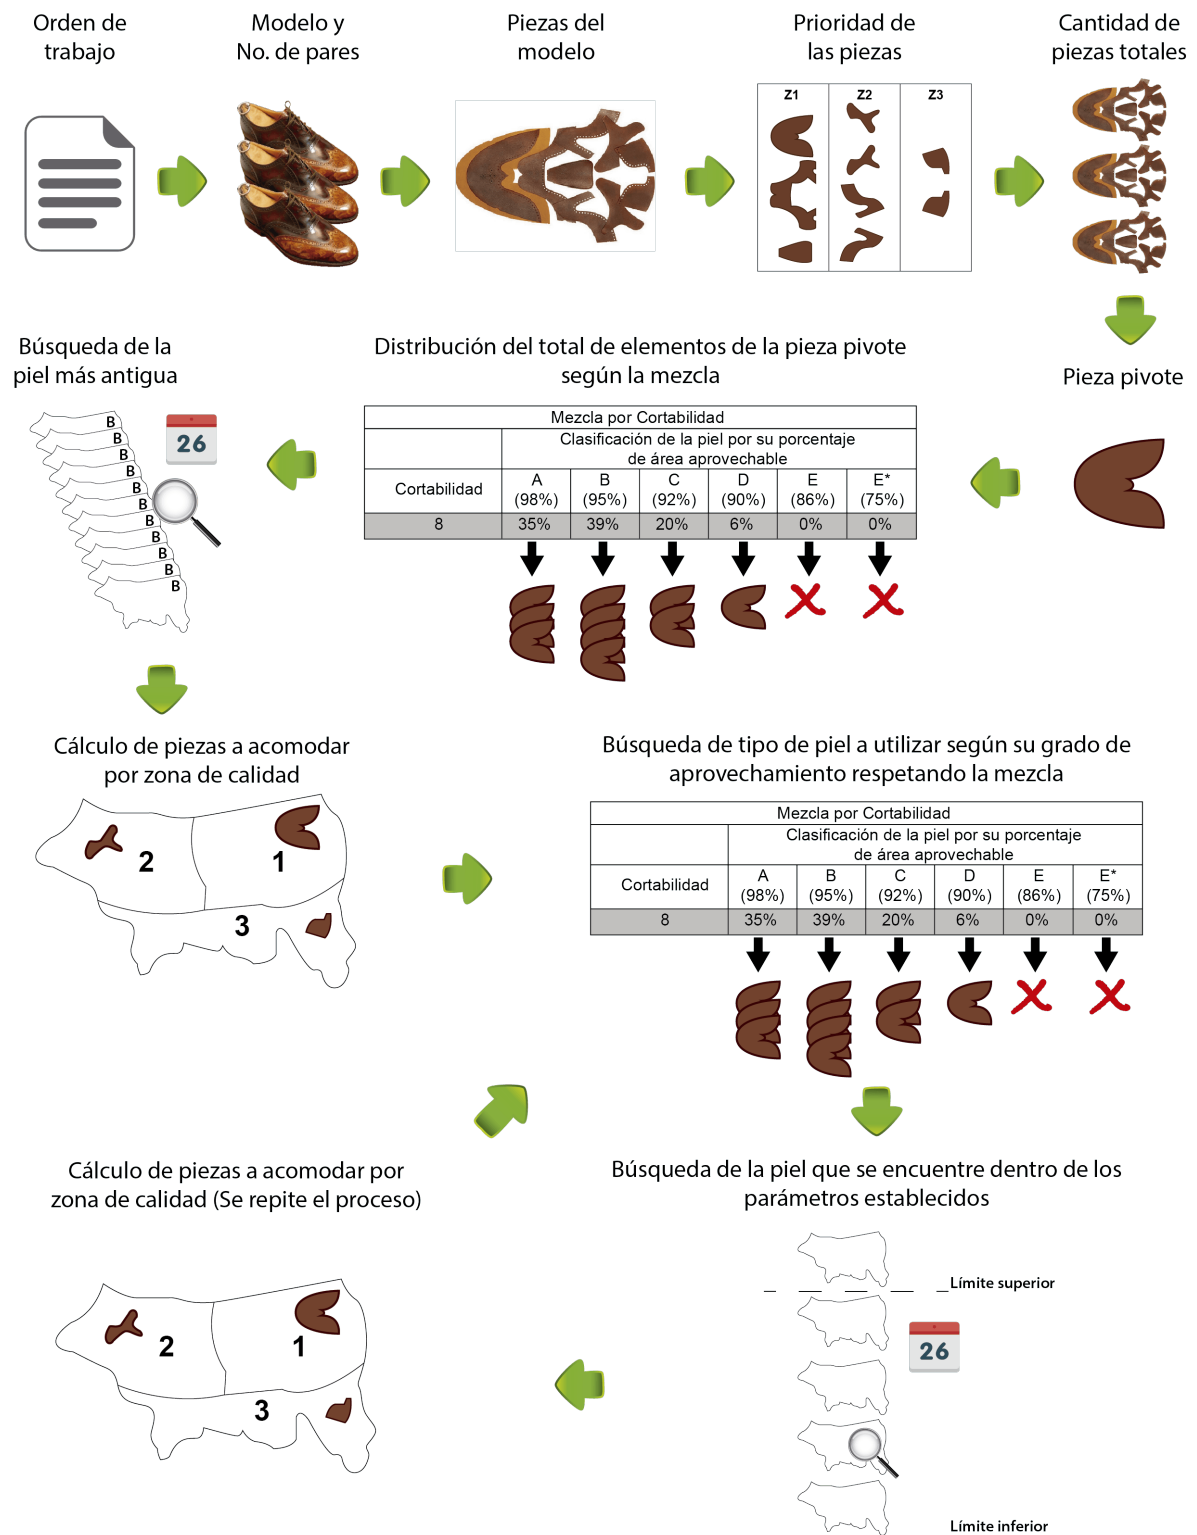 Orden de
trabajo
Modelo y
No. de pares
Piezas del
modelo
Prioridad de
las piezas
Cantidad de
piezas totales
Z1 Z2 Z3
Búsqueda de la
piel más antigua
Distribución del total de elementos de la pieza pivote
según la mezcla
Pieza pivote
B
B
B
B
B
B
B
B
B
B
B
26
Mezcla por Cortabilidad
Clasificación de la piel por su porcentaje
de área aprovechable
Cortabilidad
A B C D E E*
(98%) (95%) (92%) (90%) (86%) (75%)
8 35% 39% 20% 6% 0% 0%
Cálculo de piezas a acomodar
por zona de calidad
2 1
3
Búsqueda de tipo de piel a utilizar según su grado de
aprovechamiento respetando la mezcla
Mezcla por Cortabilidad
Clasificación de la piel por su porcentaje
de área aprovechable
Cortabilidad
A B C D E E*
(98%) (95%) (92%) (90%) (86%) (75%)
8 35% 39% 20% 6% 0% 0%
Cálculo de piezas a acomodar por
zona de calidad (Se repite el proceso)
2 1
3
Búsqueda de la piel que se encuentre dentro de los
parámetros establecidos
Límite superior
26
Límite inferior